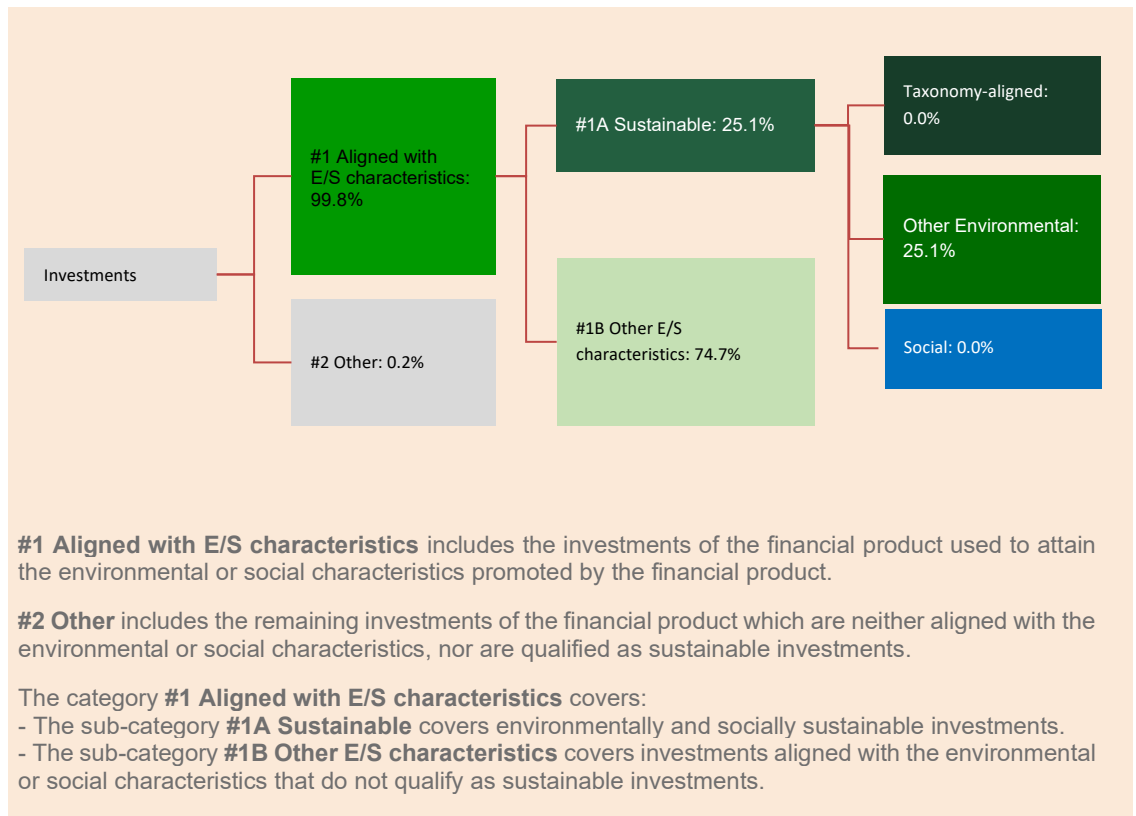 Investments
#1 Aligned with
E/S characteristics:
99.8%
#2 Other: 0.2%
#1A Sustainable: 25.1%
#1B Other E/S
characteristics: 74.7%
Taxonomy-aligned:
0.0%
Other Environmental:
25.1%
Social: 0.0%
#1 Aligned with E/S characteristics includes the investments of the financial product used to attain
the environmental or social characteristics promoted by the financial product.
#2 Other includes the remaining investments of the financial product which are neither aligned with the
environmental or social characteristics, nor are qualified as sustainable investments.
The category #1 Aligned with E/S characteristics covers:
- The sub-category #1A Sustainable covers environmentally and socially sustainable investments.
- The sub-category #1B Other E/S characteristics covers investments aligned with the environmental
or social characteristics that do not qualify as sustainable investments.